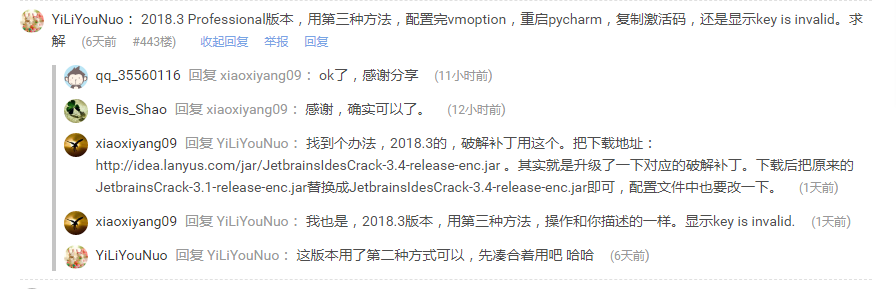 YiLiYouNuo： 2018.3 Professional版本，用第三种方法，配置完vmoption，重启pycharm，复制激活码，还是显示key is invalid。求
解 (6天前) #443楼) 收起回复 举报 回复
qq_35560116 回复 xiaoxiyang09： ok了，感谢分享 (11小时前)
Bevis_Shao 回复 xiaoxiyang09： 感谢，确实可以了。 (12小时前)
xiaoxiyang09 回复 YiLiYouNuo： 找到个办法，2018.3的，破解补丁用这个。把下载地址：
http://idea.lanyus.com/jar/JetbrainsIdesCrack-3.4-release-enc.jar 。其实就是升级了一下对应的破解补丁。下载后把原来的
JetbrainsCrack-3.1-release-enc.jar替换成JetbrainsIdesCrack-3.4-release-enc.jar即可，配置文件中也要改一下。 (1天前)
xiaoxiyang09 回复 YiLiYouNuo： 我也是，2018.3版本，用第三种方法，操作和你描述的一样。显示key is invalid. (1天前)
YiLiYouNuo 回复 YiLiYouNuo： 这版本用了第二种方式可以，先凑合着用吧 哈哈 (6天前)